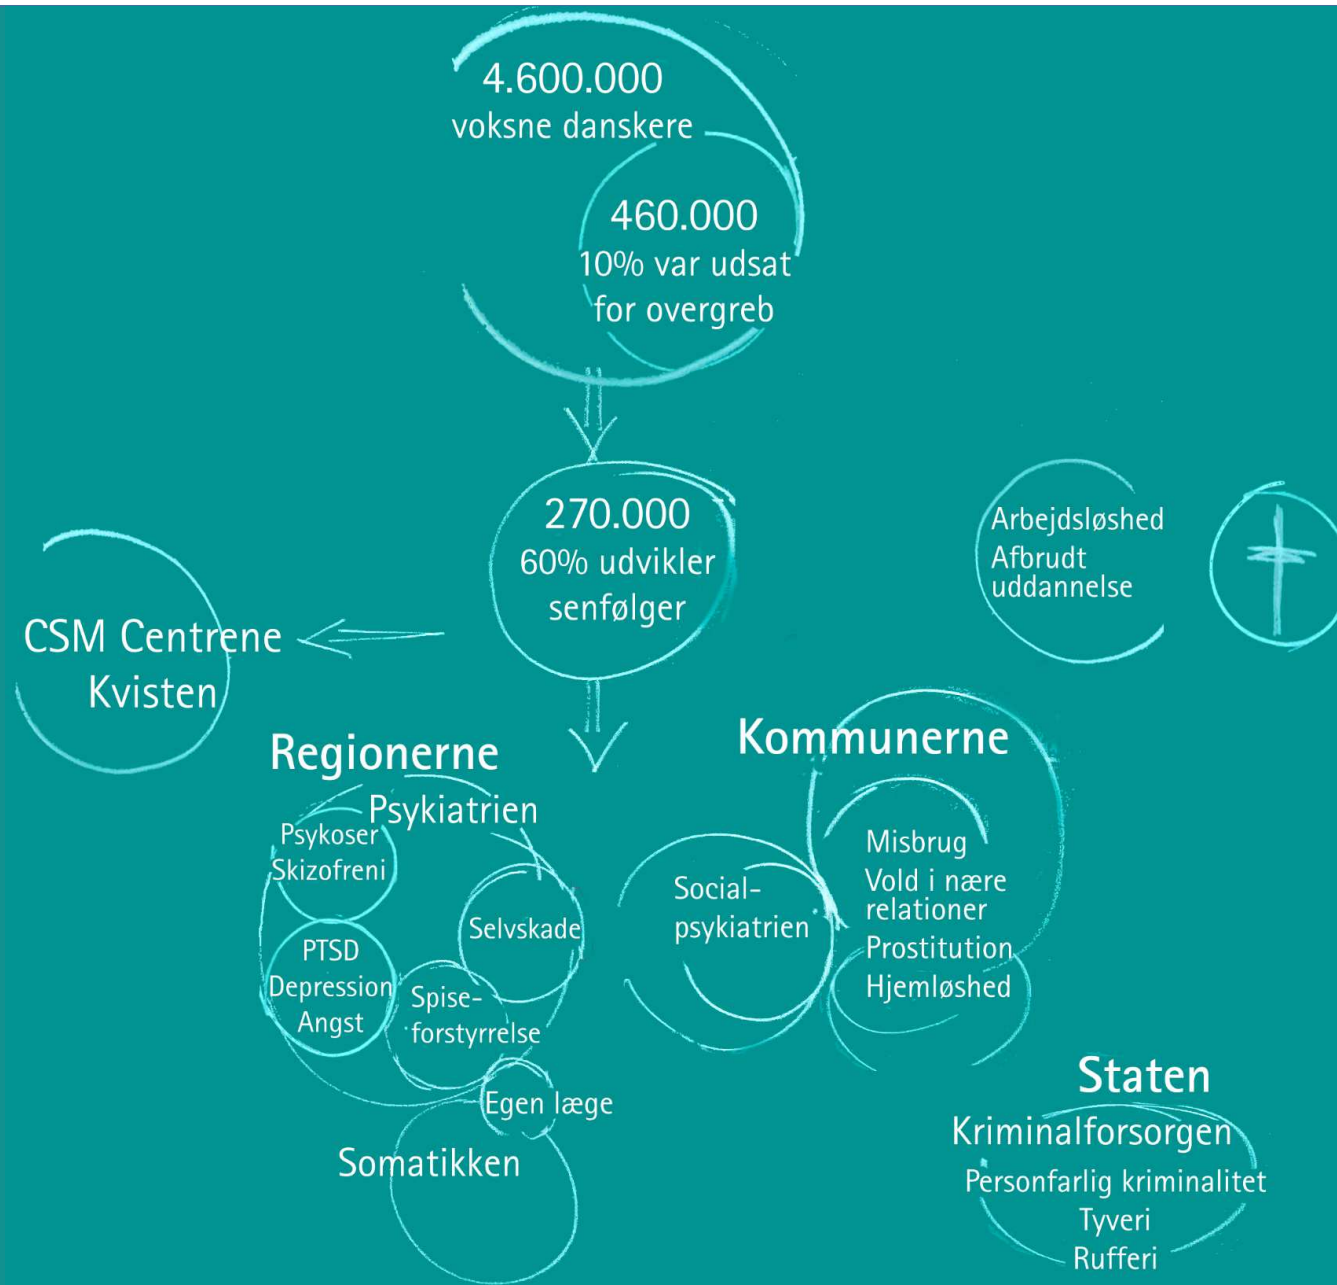 4.600.000
voksne danskere
460.000
10% var udsat
for overgreb
270.000
60% udvikler
senfølger
Arbejdsløshed
Afbrudt
uddannelse
CSM Centrene
Kvisten
Regionerne
Psykiatrien
Psykoser
Skizofreni
PTSD
Depression
Angst
Selvskade
Spise-
forstyrrelse
Egen læge
Somatikken
Kommunerne
Social-
psykiatrien
Misbrug
Vold i nære
relationer
Prostitution
Hjemløshed
Staten
Kriminalforsorgen
Personfarlig kriminalitet
Tyveri
Rufferi